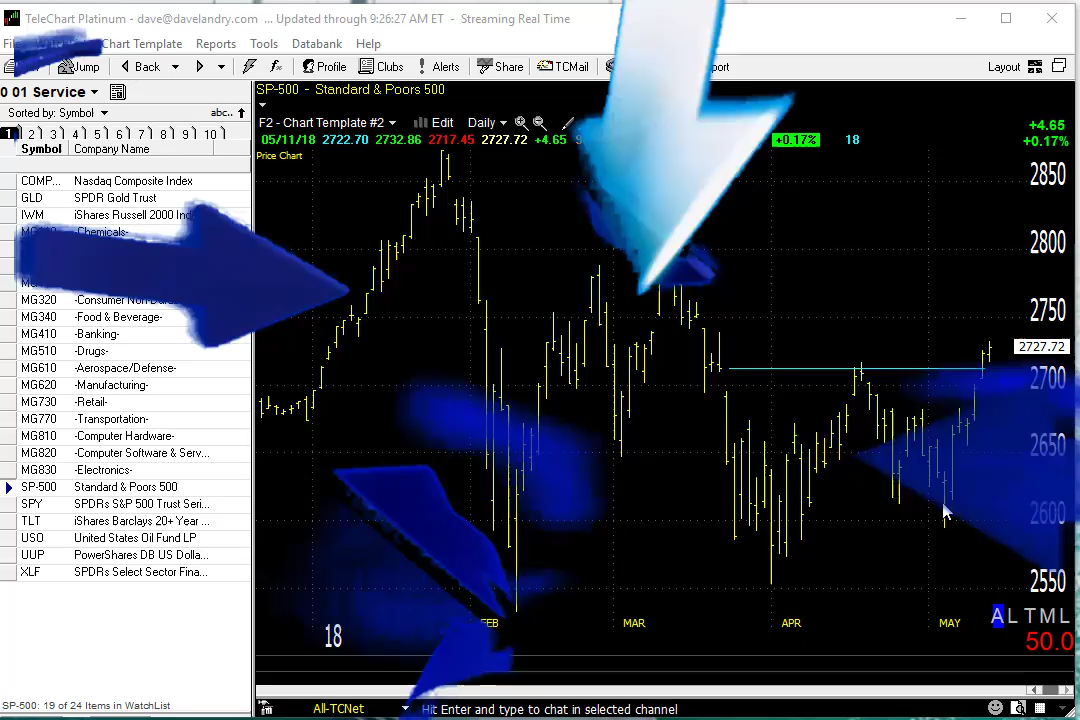 TeleChart Platinum - dave@davelandry.com ... Updated through 9:26:27 AM ET - Streaming Real Time
Chart Template Reports Tools Databank Help
Jump Back Profile Clubs Alerts Share TCMail Layout
01 Service
SP-500 - Standard & Poors 500
Sorted by: Symbol abc..
F2 - Chart Template #2 Edit Daily
+4.65
1 2 3 4 5 6 7 8 9 10
05/11/18 2722.70 2732.86 2717.45 2727.72 +4.65 +0.17% 18
+0.17%
Symbol Company Name
Price Chart
COMP... Nasdaq Composite Index
GLD SPDR Gold Trust
IWM iShares Russell 2000
-Chemicals-
MG320 -Consumer
MG340 -Food & Beverage-
MG410 -Banking-
MG510 -Drugs-
MG610 -Aerospace/Defense-
MG620 -Manufacturing-
MG730 -Retail-
MG770 -Transportation-
MG810 -Computer Hardware-
MG820 -Computer Software & Serv...
MG830 -Electronics-
SP-500 Standard & Poors 500
SPY SPDRs S&P 500 Trust Seri...
TLT iShares Barclays 20+ Year ...
USO United States Oil Fund LP
UUP PowerShares DB US Dolla...
XLF SPDRs Select Sector Fina...
2850
2800
2750
2727.72
2700
2650
2600
2550
FEB MAR APR MAY
18
A L T M L
50.0
SP-500: 19 of 24 Items in WatchList
All-TCNet Hit Enter and type to chat in selected channel